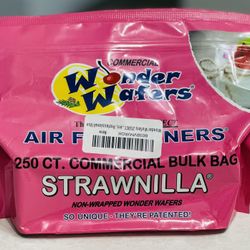 COMMERCIAL
Wonder
Wafers®
AIR F ENERS®
250 CT. COMMERCIAL BULK BAG
STRAWNILLA®
NON-WRAPPED WONDER WAFERS
SO UNIQUE - THEY'RE PATENTED!